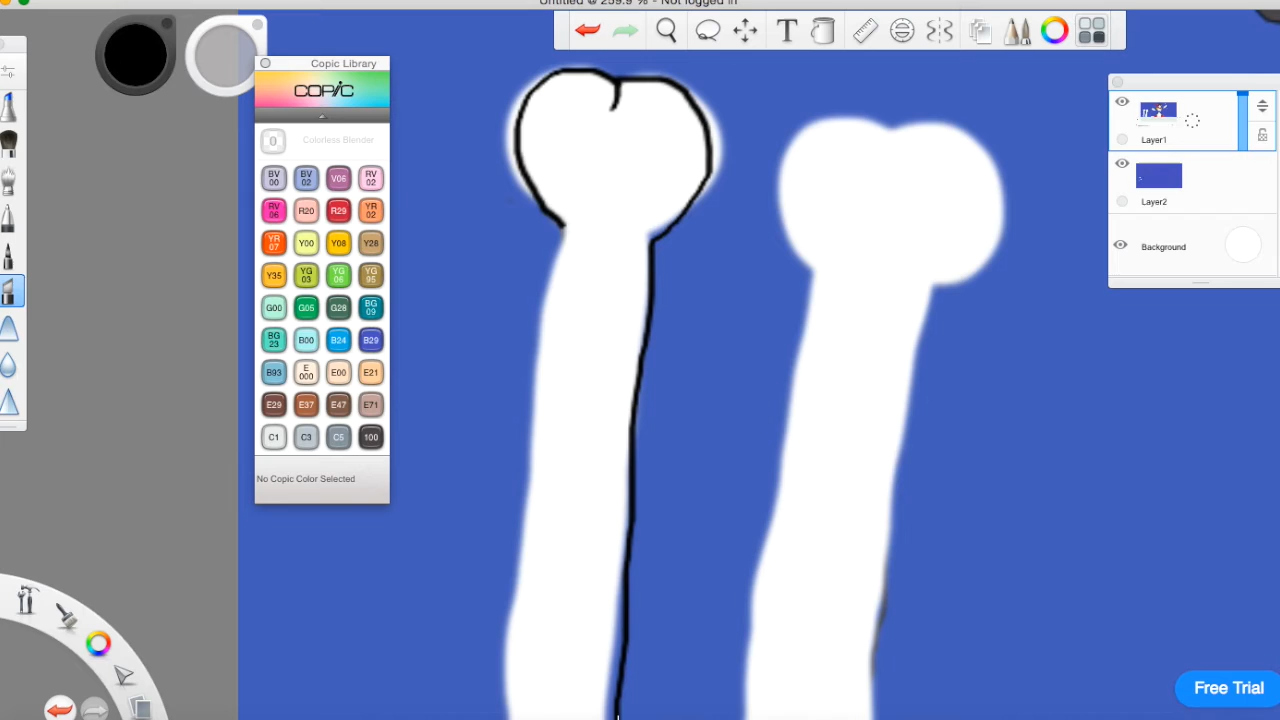 Untitled @ 259.9 % - Not logged in
T
Copic Library
COPIC
0 Colorless Blender
BV 00 BV 02 V06 RV 02
RV 06 R20 R29 YR 02
YR 07 Y00 Y08 Y28
Y35 YG 03 YG 06 YG 95
G00 G05 G28 BG 09
BG 23 B00 B24 B29
B93 E 000 E00 E21
E29 E37 E47 E71
C1 C3 C5 100
No Copic Color Selected
Layer1
Layer2
Background
Free Trial